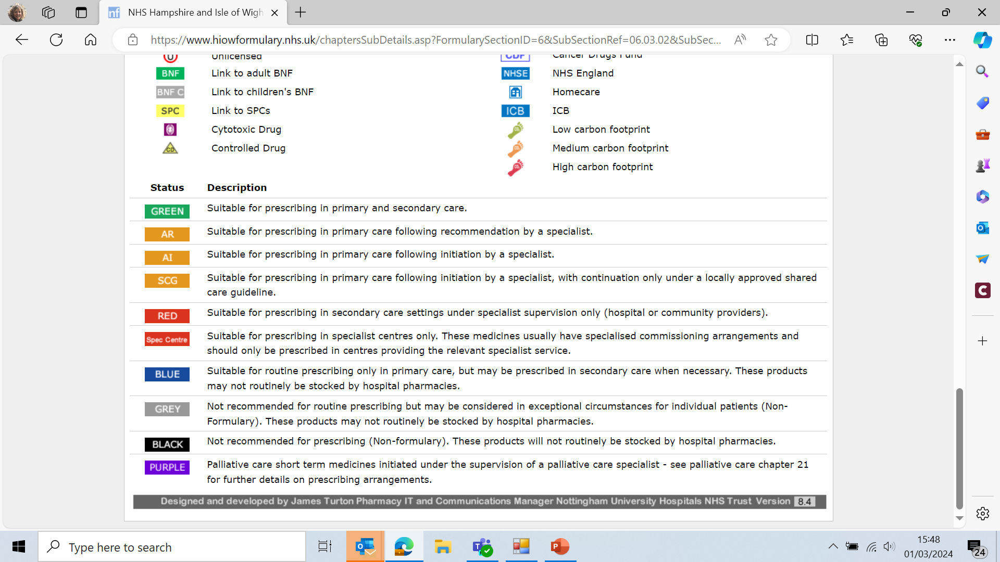 NHS Hampshire and Isle of Wigh
https://www.hiowformulary.nhs.uk/chaptersSubDetails.asp?FormularySectionID=6&SubSectionRef=06.03.02&SubSec...
U Unlicensed
CDF Cancer Drugs Fund
BNF Link to adult BNF
NHSE NHS England
BNF C Link to children's BNF
Homecare
SPC Link to SPCs
ICB ICB
Cytotoxic Drug
Low carbon footprint
CD Controlled Drug
Medium carbon footprint
High carbon footprint
Status Description
GREEN Suitable for prescribing in primary and secondary care.
AR Suitable for prescribing in primary care following recommendation by a specialist.
AI Suitable for prescribing in primary care following initiation by a specialist.
SCG Suitable for prescribing in primary care following initiation by a specialist, with continuation only under a locally approved shared
care guideline.
RED Suitable for prescribing in secondary care settings under specialist supervision only (hospital or community providers).
Spec Centre Suitable for prescribing in specialist centres only. These medicines usually have specialised commissioning arrangements and
should only be prescribed in centres providing the relevant specialist service.
BLUE Suitable for routine prescribing only in primary care, but may be prescribed in secondary care when necessary. These products
may not routinely be stocked by hospital pharmacies.
GREY Not recommended for routine prescribing but may be considered in exceptional circumstances for individual patients (Non-
Formulary). These products may not routinely be stocked by hospital pharmacies.
BLACK Not recommended for prescribing (Non-formulary). These products will not routinely be stocked by hospital pharmacies.
PURPLE Palliative care short term medicines initiated under the supervision of a palliative care specialist - see palliative care chapter 21
for further details on prescribing arrangements.
Designed and developed by James Turton Pharmacy IT and Communications Manager Nottingham University Hospitals NHS Trust Version 8.4
Type here to search
15:48
01/03/2024
24